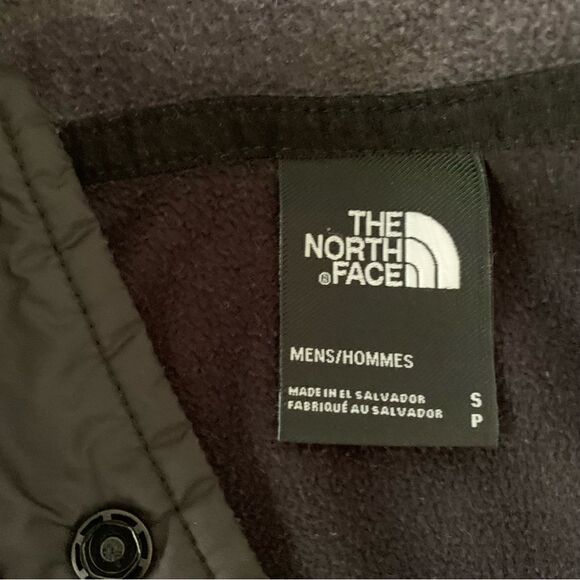 THE
NORTH
®FACE
MENS/HOMMES
MADE IN EL SALVADOR
FABRIQUÉ AU SALVADOR
S
P